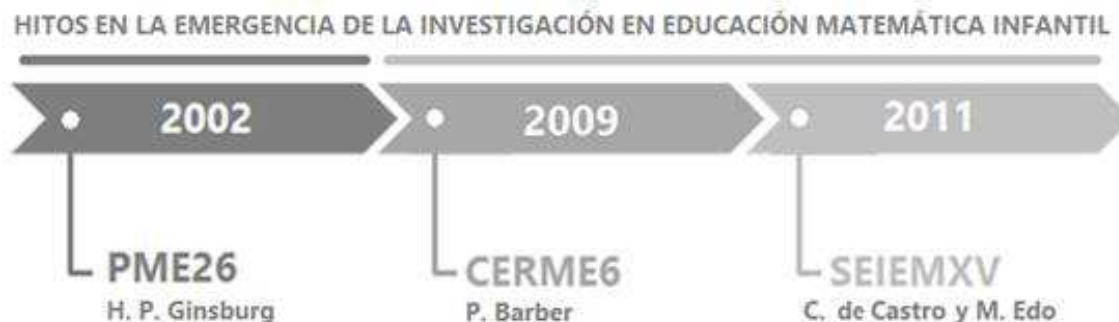 HITOS EN LA EMERGENCIA DE LA INVESTIGACIÓN EN EDUCACIÓN MATEMÁTICA INFANTIL
2002
2009
2011
PME26
CERME6
SEIEMXV
H. P. Ginsburg
P. Barber
C. de Castro y M. Edo